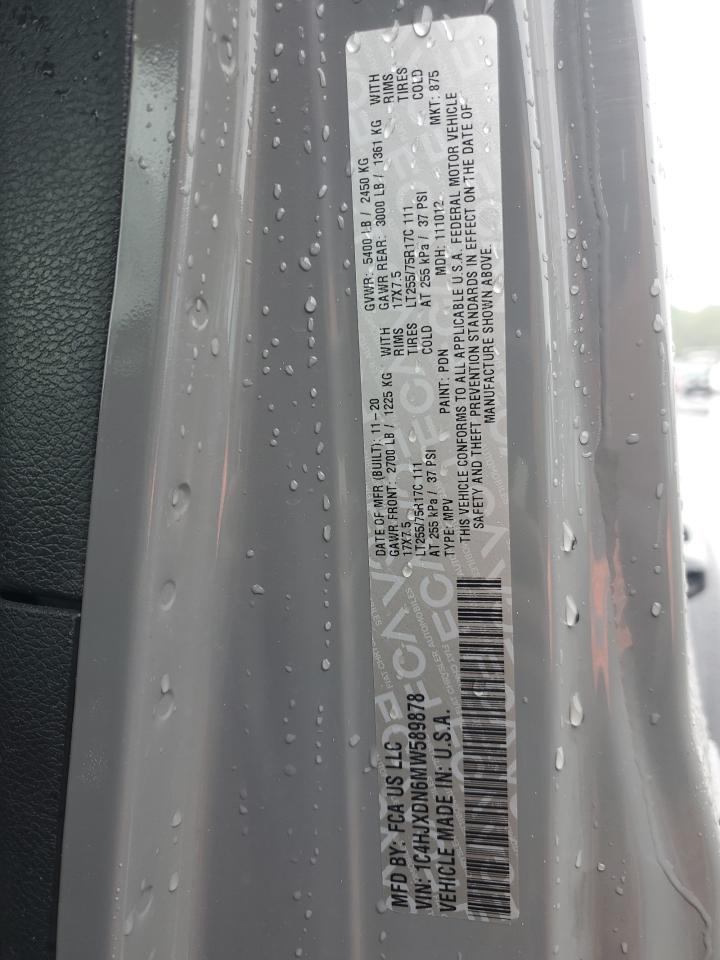 MFD BY: FCA US LLC
VIN: 1C4HJXDN6MW589878
VEHICLE MADE IN: U.S.A.
DATE OF MFR (BUILT): 11-20
GAWR FRONT: 2700 LB / 1225 KG WITH
17X7.5 RIMS
LT255/75R17C 111 TIRES
AT 255 kPa / 37 PSI COLD
TYPE: MPV PAINT: PDN
GVWR: 5400 LB / 2450 KG
GAWR REAR: 3000 LB / 1361 KG WITH
17X7.5 RIMS
LT255/75R17C 111 TIRES
AT 255 kPa / 37 PSI COLD
MDH: 111012 MKT: 875
THIS VEHICLE CONFORMS TO ALL APPLICABLE U.S.A. FEDERAL MOTOR VEHICLE
SAFETY AND THEFT PREVENTION STANDARDS IN EFFECT ON THE DATE OF
MANUFACTURE SHOWN ABOVE.